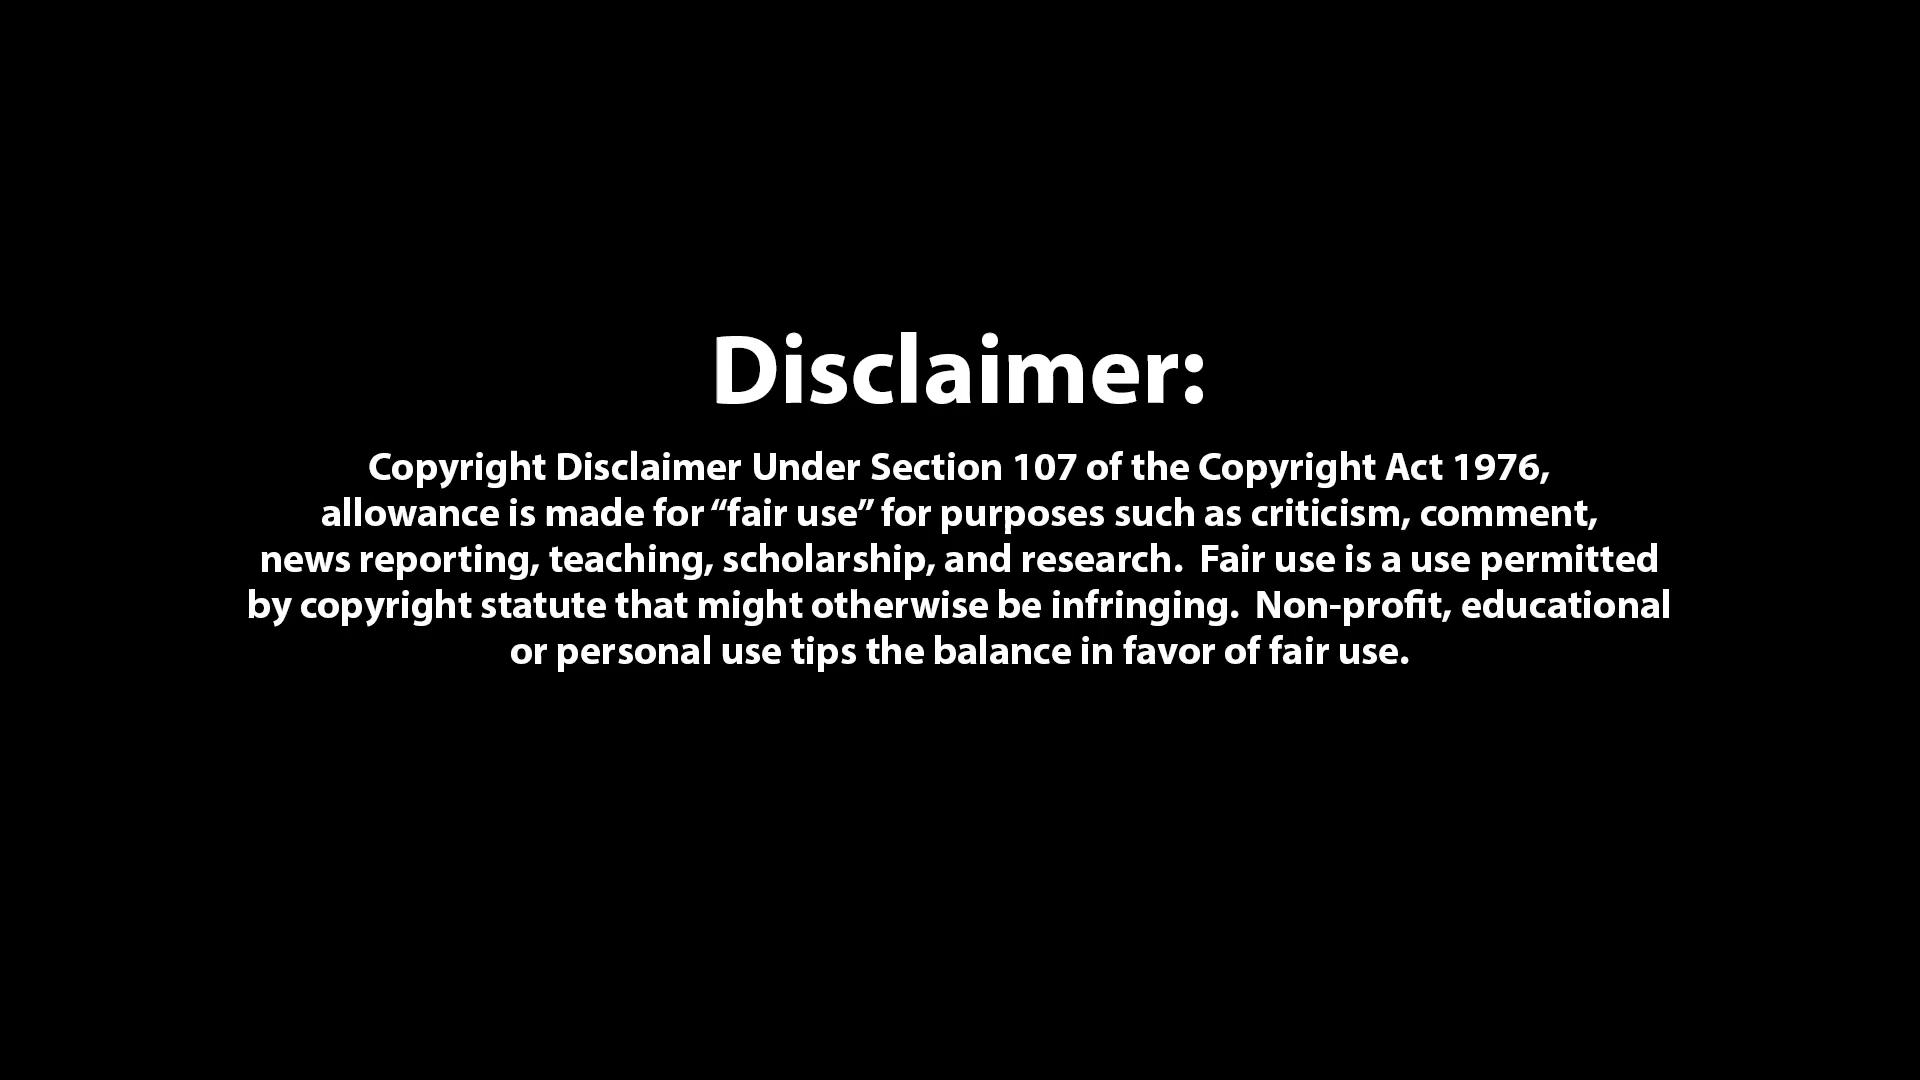 Disclaimer:
Copyright Disclaimer Under Section 107 of the Copyright Act 1976,
allowance is made for “fair use” for purposes such as criticism, comment,
news reporting, teaching, scholarship, and research.  Fair use is a use permitted
by copyright statute that might otherwise be infringing.  Non-profit, educational
or personal use tips the balance in favor of fair use.